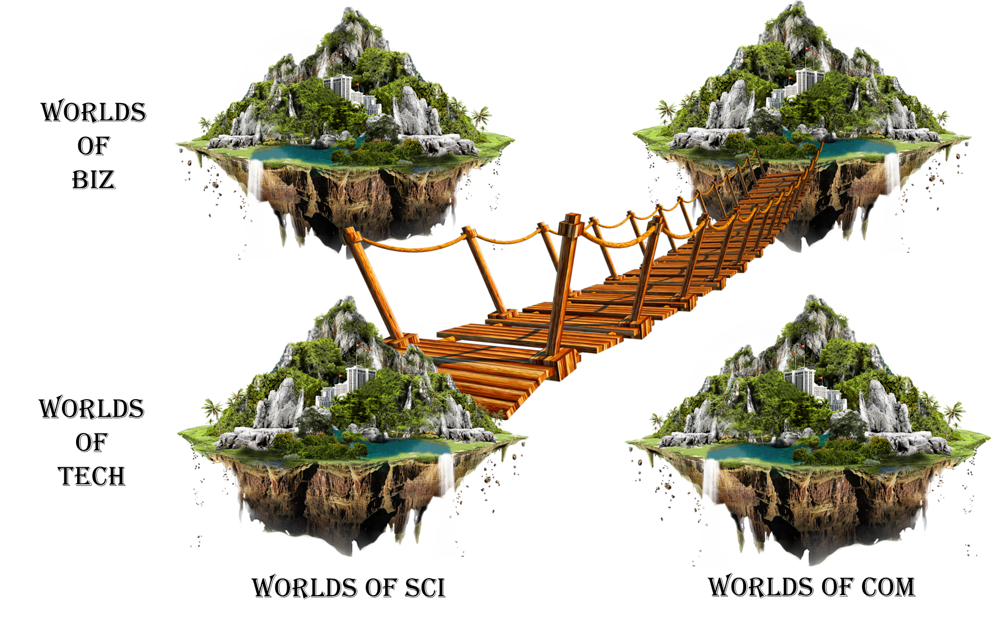 WORLDS
OF
BIZ
WORLDS
OF
TECH
WORLDS OF SCI
WORLDS OF COM